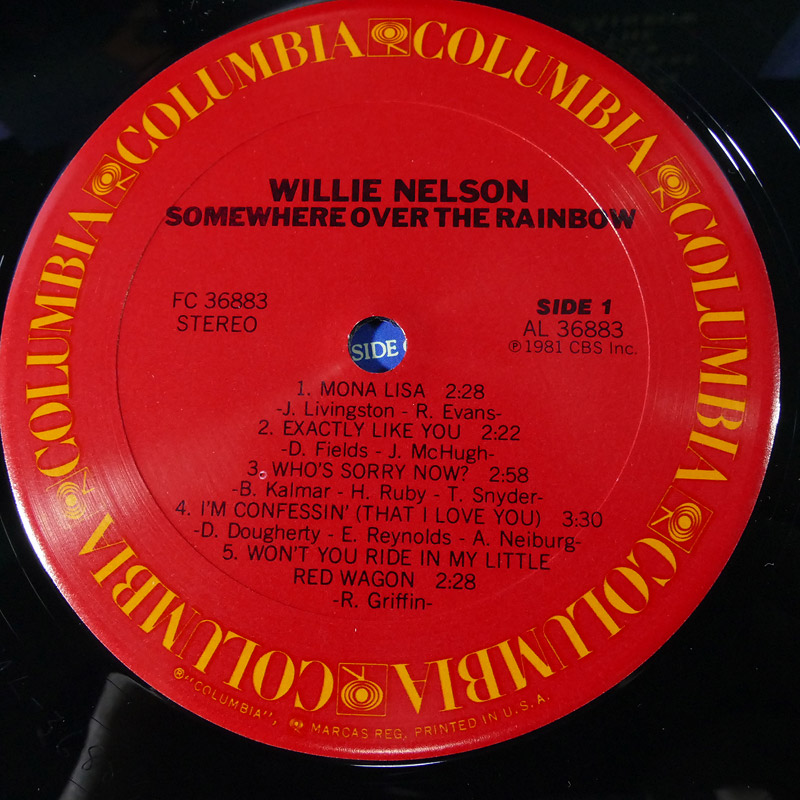 COLUMBIA COLUMBIA COLUMBIA COLUMBIA COLUMBIA COLUMBIA COLUMBIA COLUMBIA
WILLIE NELSON
SOMEWHERE OVER THE RAINBOW
FC 36883
STEREO
SIDE 1
AL 36883
℗ 1981 CBS Inc.
SIDE
1. MONA LISA 2:28
-J. Livingston - R. Evans-
2. EXACTLY LIKE YOU 2:22
-D. Fields - J. McHugh-
3. WHO'S SORRY NOW? 2:58
-B. Kalmar - H. Ruby - T. Snyder-
4. I'M CONFESSIN' (THAT I LOVE YOU) 3:30
-D. Dougherty - E. Reynolds - A. Neiburg-
5. WON'T YOU RIDE IN MY LITTLE
RED WAGON 2:28
-R. Griffin-
® "COLUMBIA", MARCAS REG. PRINTED IN U.S.A.